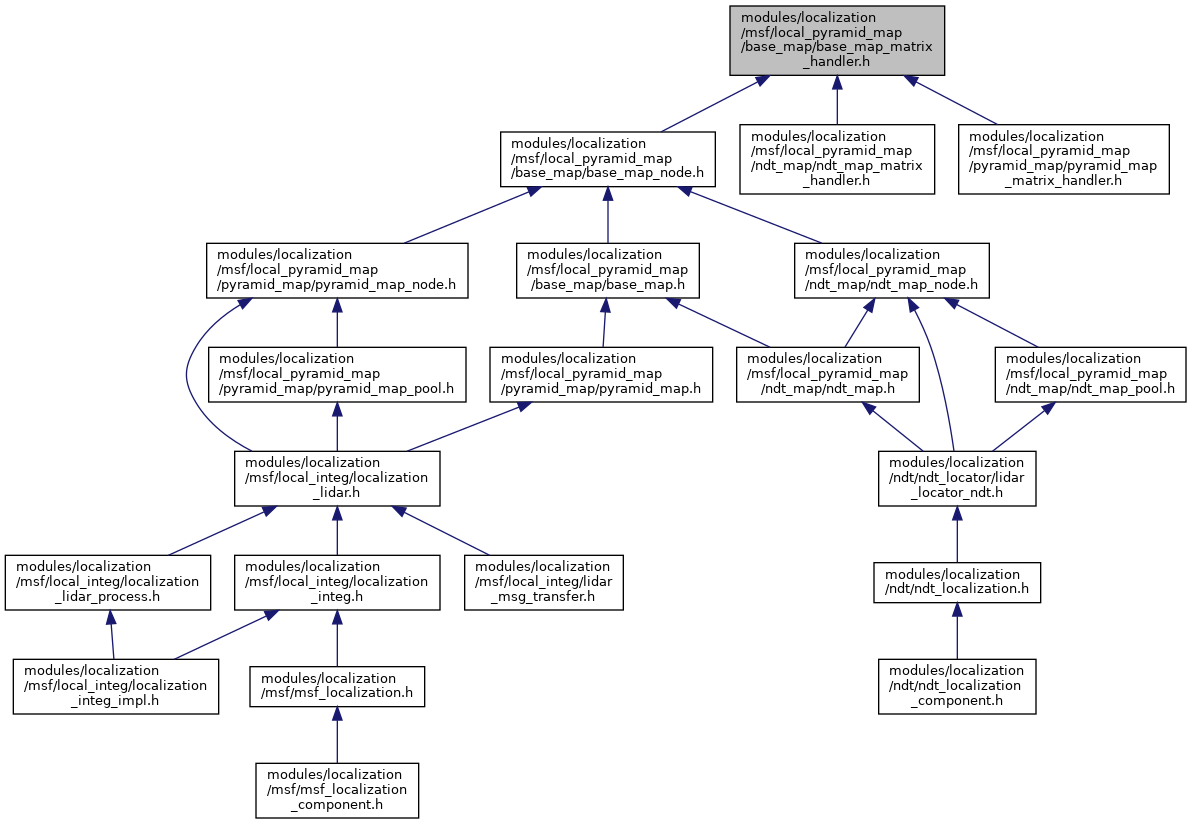 modules/localization
/msf/local_pyramid_map
/base_map/base_map_matrix
_handler.h
modules/localization
/msf/local_pyramid_map
/base_map/base_map_node.h
modules/localization
/msf/local_pyramid_map
/ndt_map/ndt_map_matrix
_handler.h
modules/localization
/msf/local_pyramid_map
/pyramid_map/pyramid_map
_matrix_handler.h
modules/localization
/msf/local_pyramid_map
/pyramid_map/pyramid_map_node.h
modules/localization
/msf/local_pyramid_map
/base_map/base_map.h
modules/localization
/msf/local_pyramid_map
/ndt_map/ndt_map_node.h
modules/localization
/msf/local_pyramid_map
/pyramid_map/pyramid_map_pool.h
modules/localization
/msf/local_pyramid_map
/pyramid_map/pyramid_map.h
modules/localization
/msf/local_pyramid_map
/ndt_map/ndt_map.h
modules/localization
/msf/local_pyramid_map
/ndt_map/ndt_map_pool.h
modules/localization
/msf/local_integ/localization
_lidar.h
modules/localization
/ndt/ndt_locator/lidar
_locator_ndt.h
modules/localization
/msf/local_integ/localization
_lidar_process.h
modules/localization
/msf/local_integ/localization
_integ.h
modules/localization
/msf/local_integ/lidar
_msg_transfer.h
modules/localization
/ndt/ndt_localization.h
modules/localization
/msf/local_integ/localization
_integ_impl.h
modules/localization
/msf/msf_localization.h
modules/localization
/ndt/ndt_localization
_component.h
modules/localization
/msf/msf_localization
_component.h